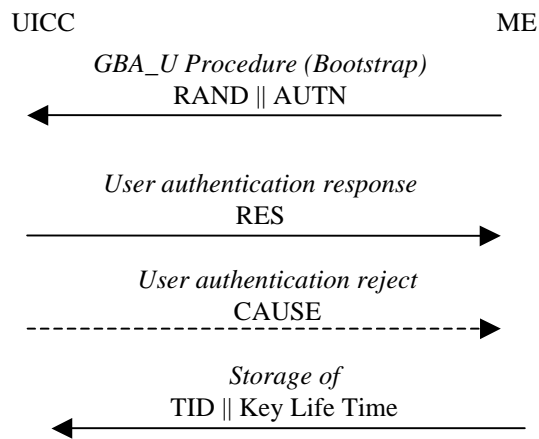 UICC ME
GBA_U Procedure (Bootstrap)
RAND || AUTN
User authentication response
RES
User authentication reject
CAUSE
Storage of
TID || Key Life Time